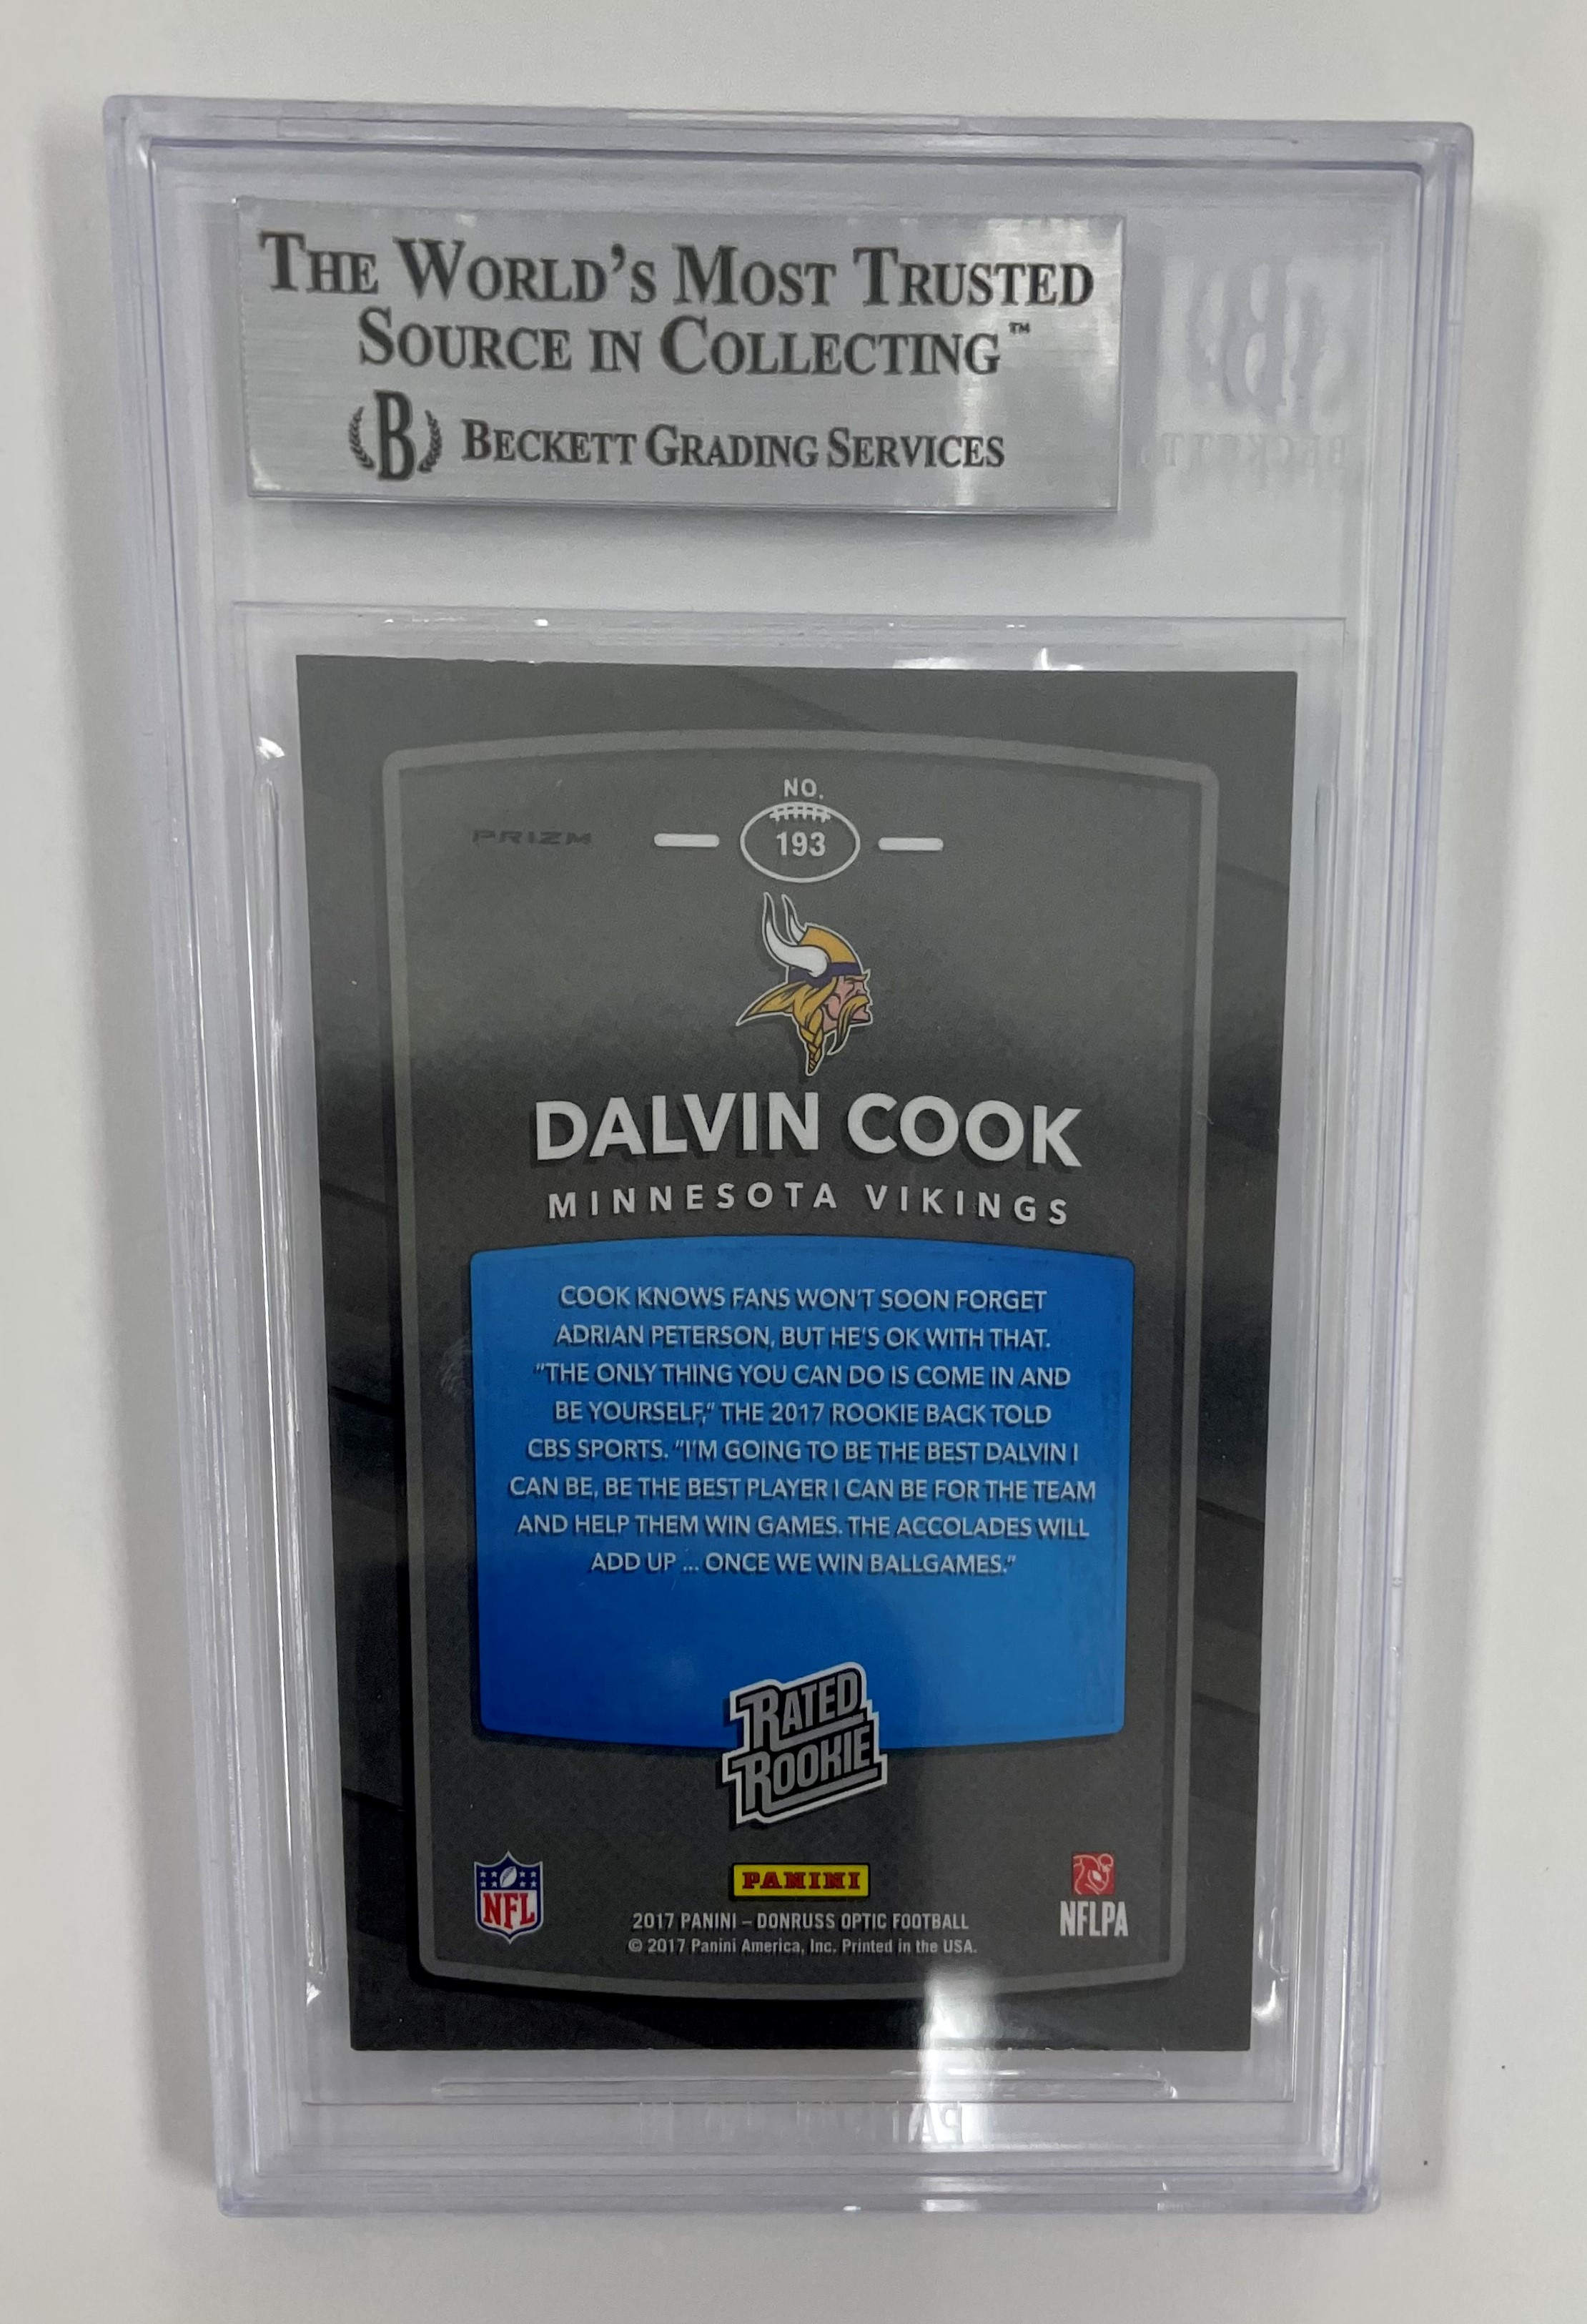 THE WORLD'S MOST TRUSTED
SOURCE IN COLLECTING™
B BECKETT GRADING SERVICES
BECKETT
NO.
PRIZM
193
DALVIN COOK
MINNESOTA VIKINGS
COOK KNOWS FANS WON'T SOON FORGET
ADRIAN PETERSON, BUT HE'S OK WITH THAT.
"THE ONLY THING YOU CAN DO IS COME IN AND
BE YOURSELF," THE 2017 ROOKIE BACK TOLD
CBS SPORTS. "I'M GOING TO BE THE BEST DALVIN I
CAN BE, BE THE BEST PLAYER I CAN BE FOR THE TEAM
AND HELP THEM WIN GAMES. THE ACCOLADES WILL
ADD UP ... ONCE WE WIN BALLGAMES."
RATED
ROOKIE
NFL
PANINI
NFLPA
2017 PANINI – DONRUSS OPTIC FOOTBALL
© 2017 Panini America, Inc. Printed in the USA.